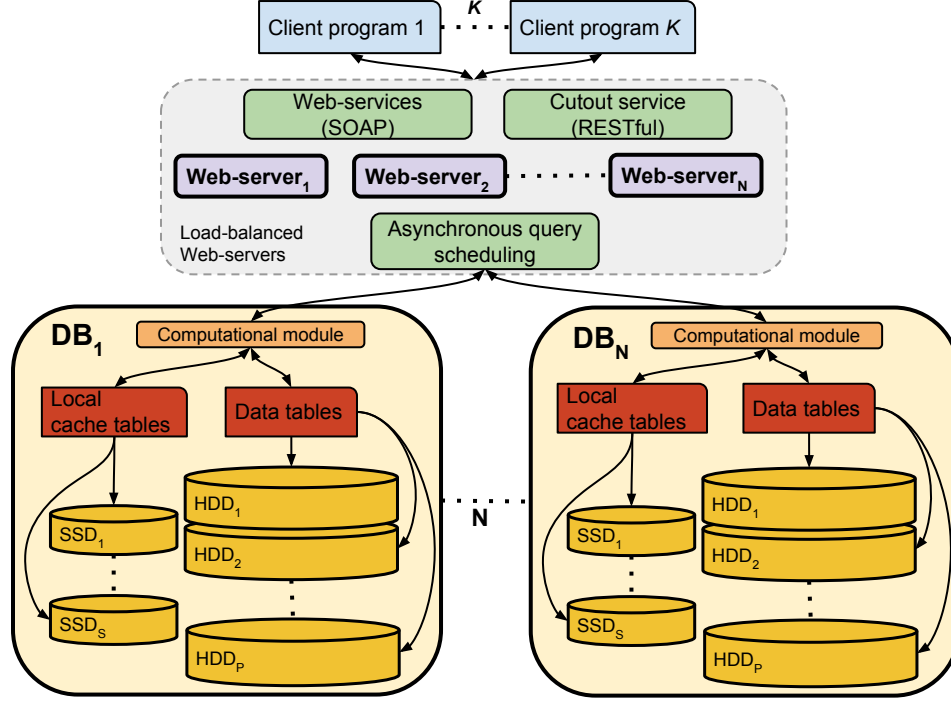 K
Client program 1
Client program K
Web-services
(SOAP)
Cutout service
(RESTful)
Web-server₁
Web-server₂
Web-serverN
Load-balanced
Web-servers
Asynchronous query
scheduling
DB₁
Computational module
Local
cache tables
Data tables
HDD₁
SSD₁
HDD₂
SSDS
HDDP
N
DBN
Computational module
Local
cache tables
Data tables
HDD₁
SSD₁
HDD₂
SSDS
HDDP